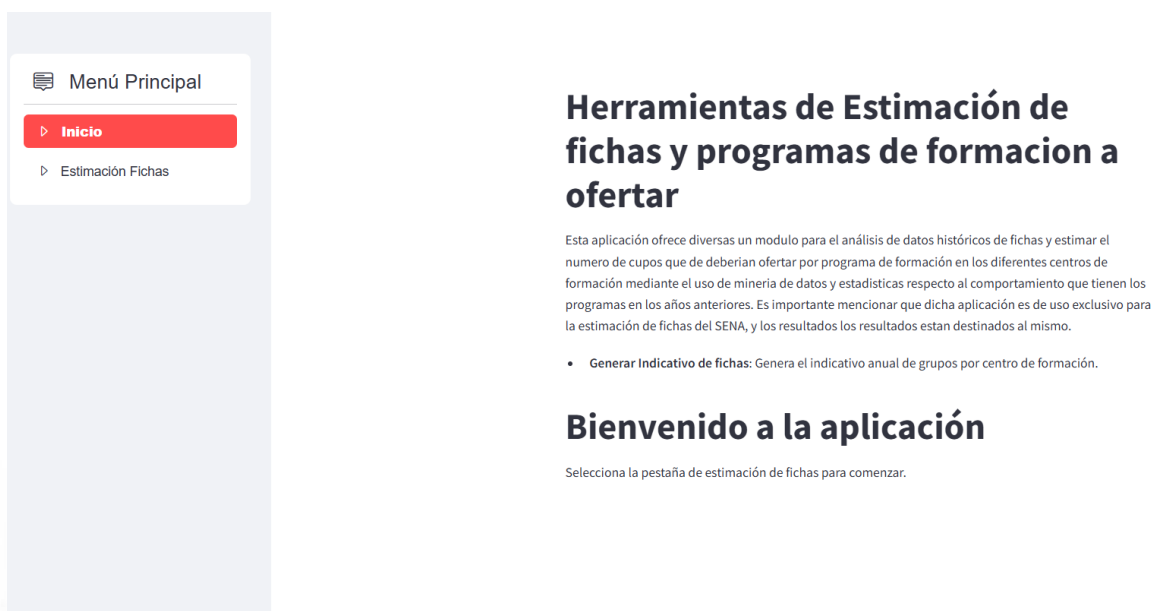 Menú Principal
Inicio
Estimación Fichas
Herramientas de Estimación de
fichas y programas de formacion a
ofertar
Esta aplicación ofrece diversas un modulo para el análisis de datos históricos de fichas y estimar el
numero de cupos que de deberian ofertar por programa de formación en los diferentes centros de
formación mediante el uso de mineria de datos y estadisticas respecto al comportamiento que tienen los
programas en los años anteriores. Es importante mencionar que dicha aplicación es de uso exclusivo para
la estimación de fichas del SENA, y los resultados los resultados estan destinados al mismo.
• Generar Indicativo de fichas: Genera el indicativo anual de grupos por centro de formación.
Bienvenido a la aplicación
Selecciona la pestaña de estimación de fichas para comenzar.